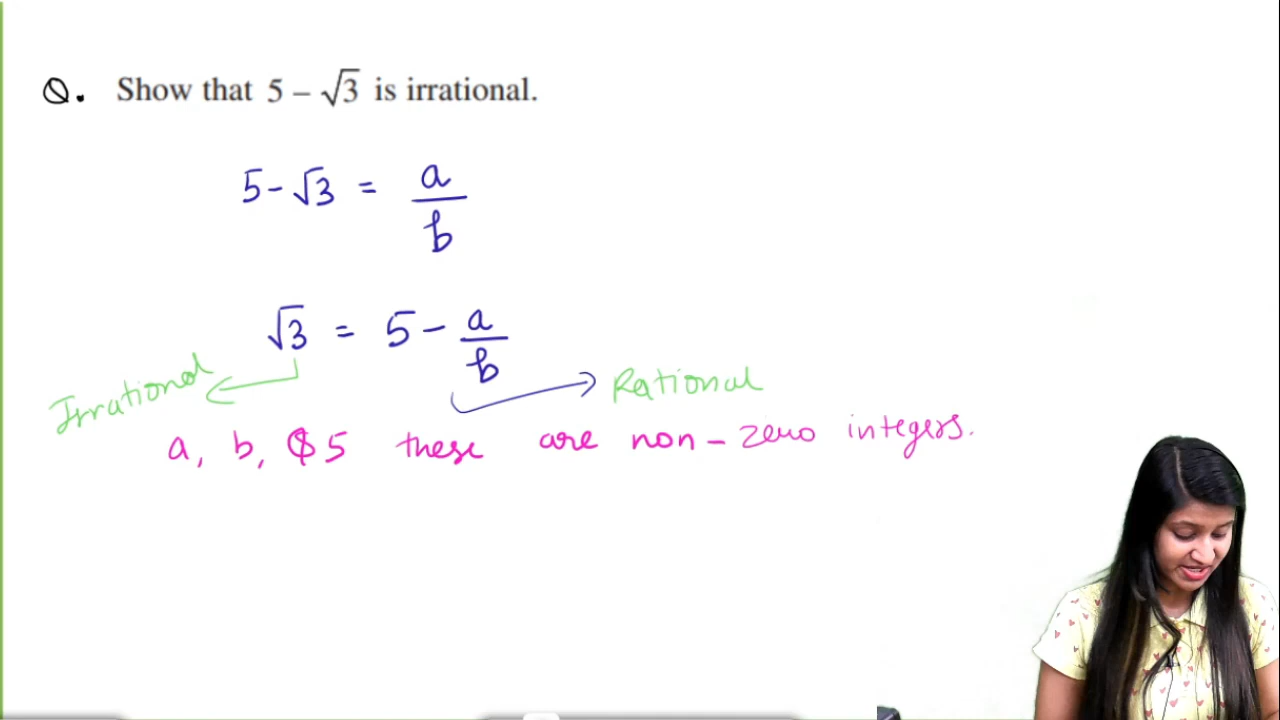 Q. Show that 5 – √3 is irrational.
5 - √3 = a/b
√3 = 5 - a/b
Irrational
Rational
a, b, & 5 these are non-zero integers.